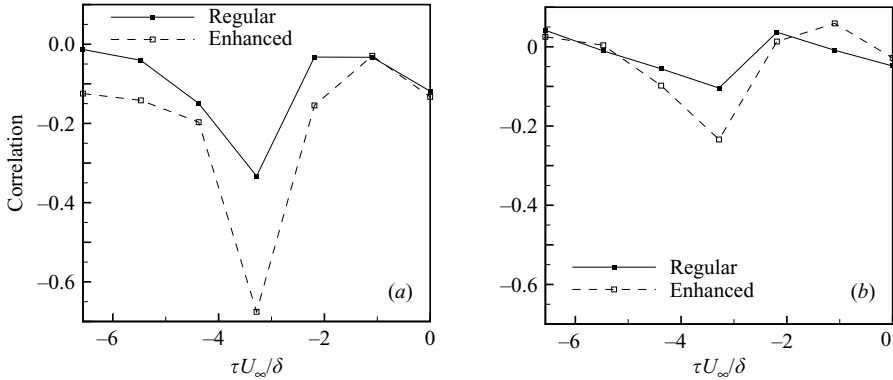 Regular
Enhanced
0.0
–0.2
–0.4
–0.6
Correlation
–6
–4
–2
0
τU∞/δ
(a)
0
–0.2
–0.4
–0.6
Regular
Enhanced
–6
–4
–2
0
τU∞/δ
(b)